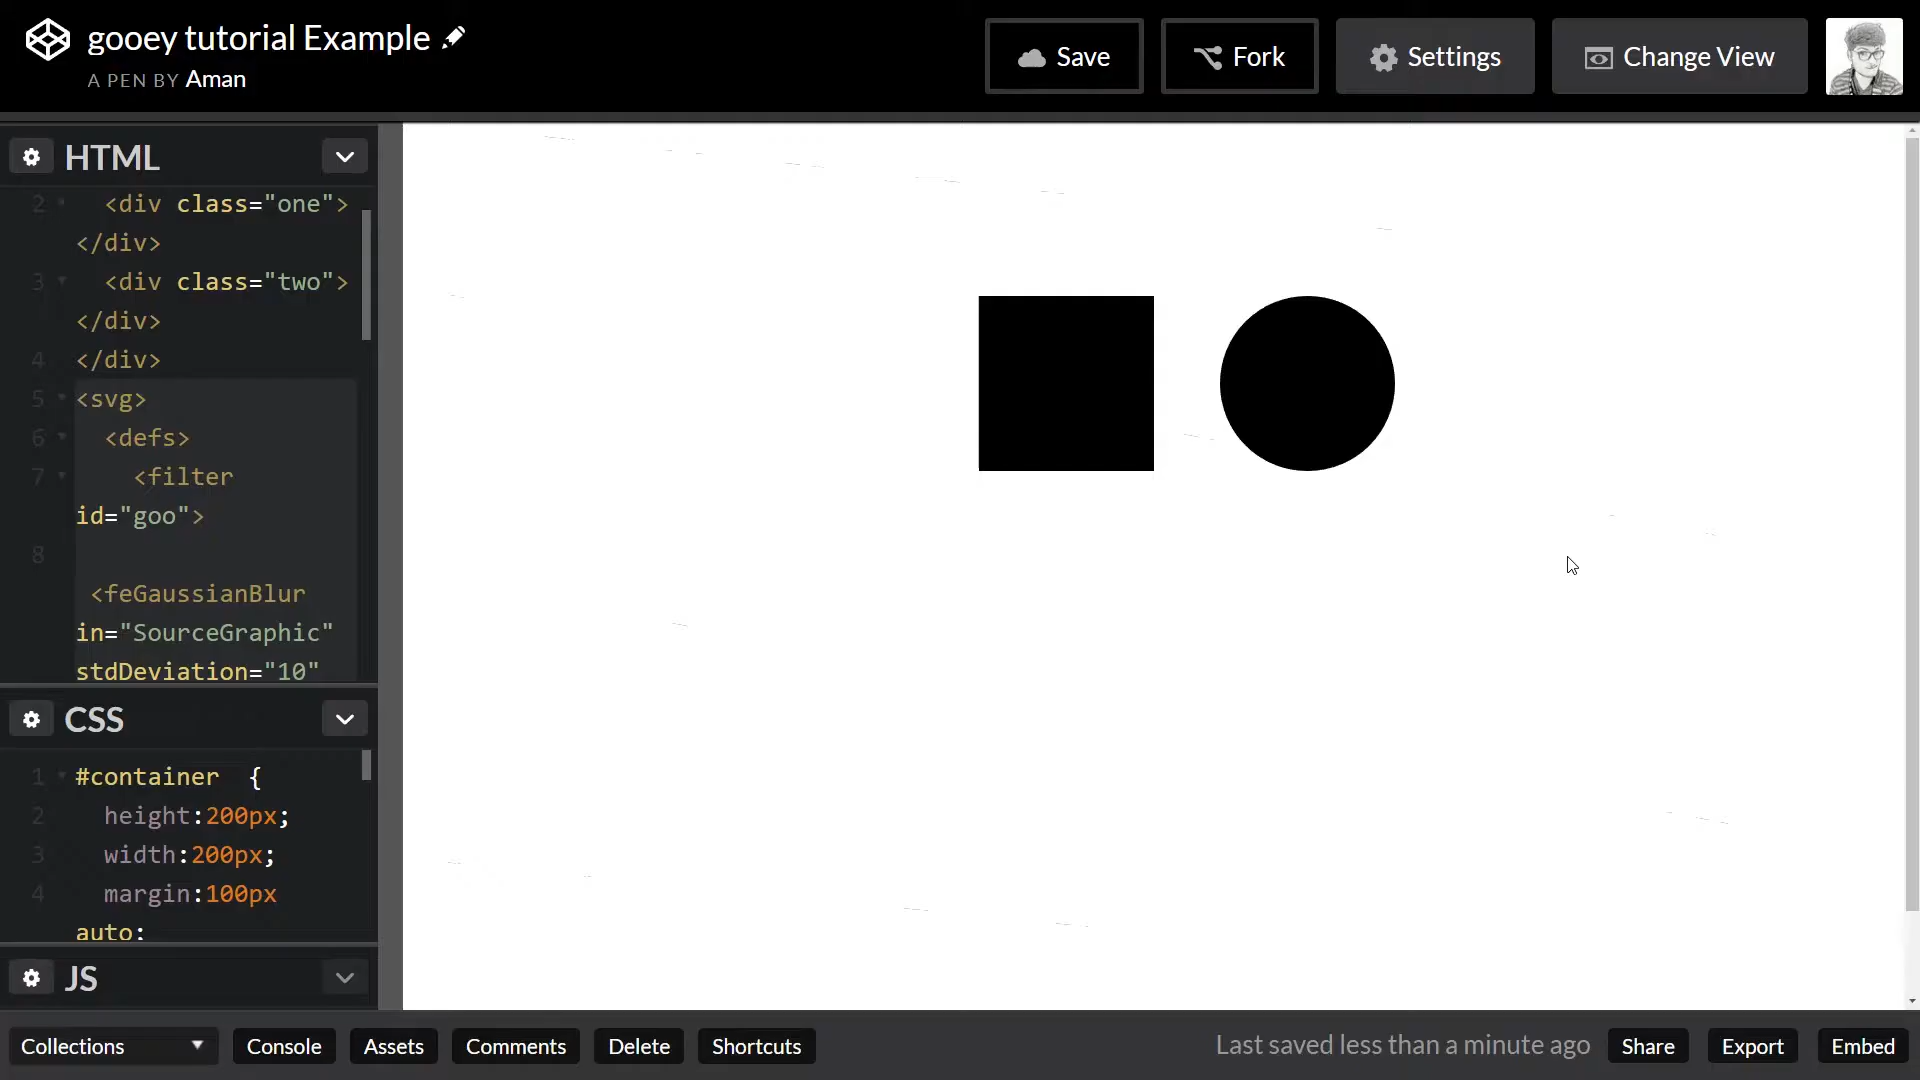 gooey tutorial Example
A PEN BY Aman
Save
Fork
Settings
Change View
HTML
2 <div class="one">
</div>
3 <div class="two">
</div>
4 </div>
5 <svg>
6 <defs>
7 <filter
id="goo">
8
<feGaussianBlur
in="SourceGraphic"
stdDeviation="10"
CSS
1 #container {
2 height:200px;
3 width:200px;
4 margin:100px
auto;
JS
Collections
Console
Assets
Comments
Delete
Shortcuts
Last saved less than a minute ago
Share
Export
Embed